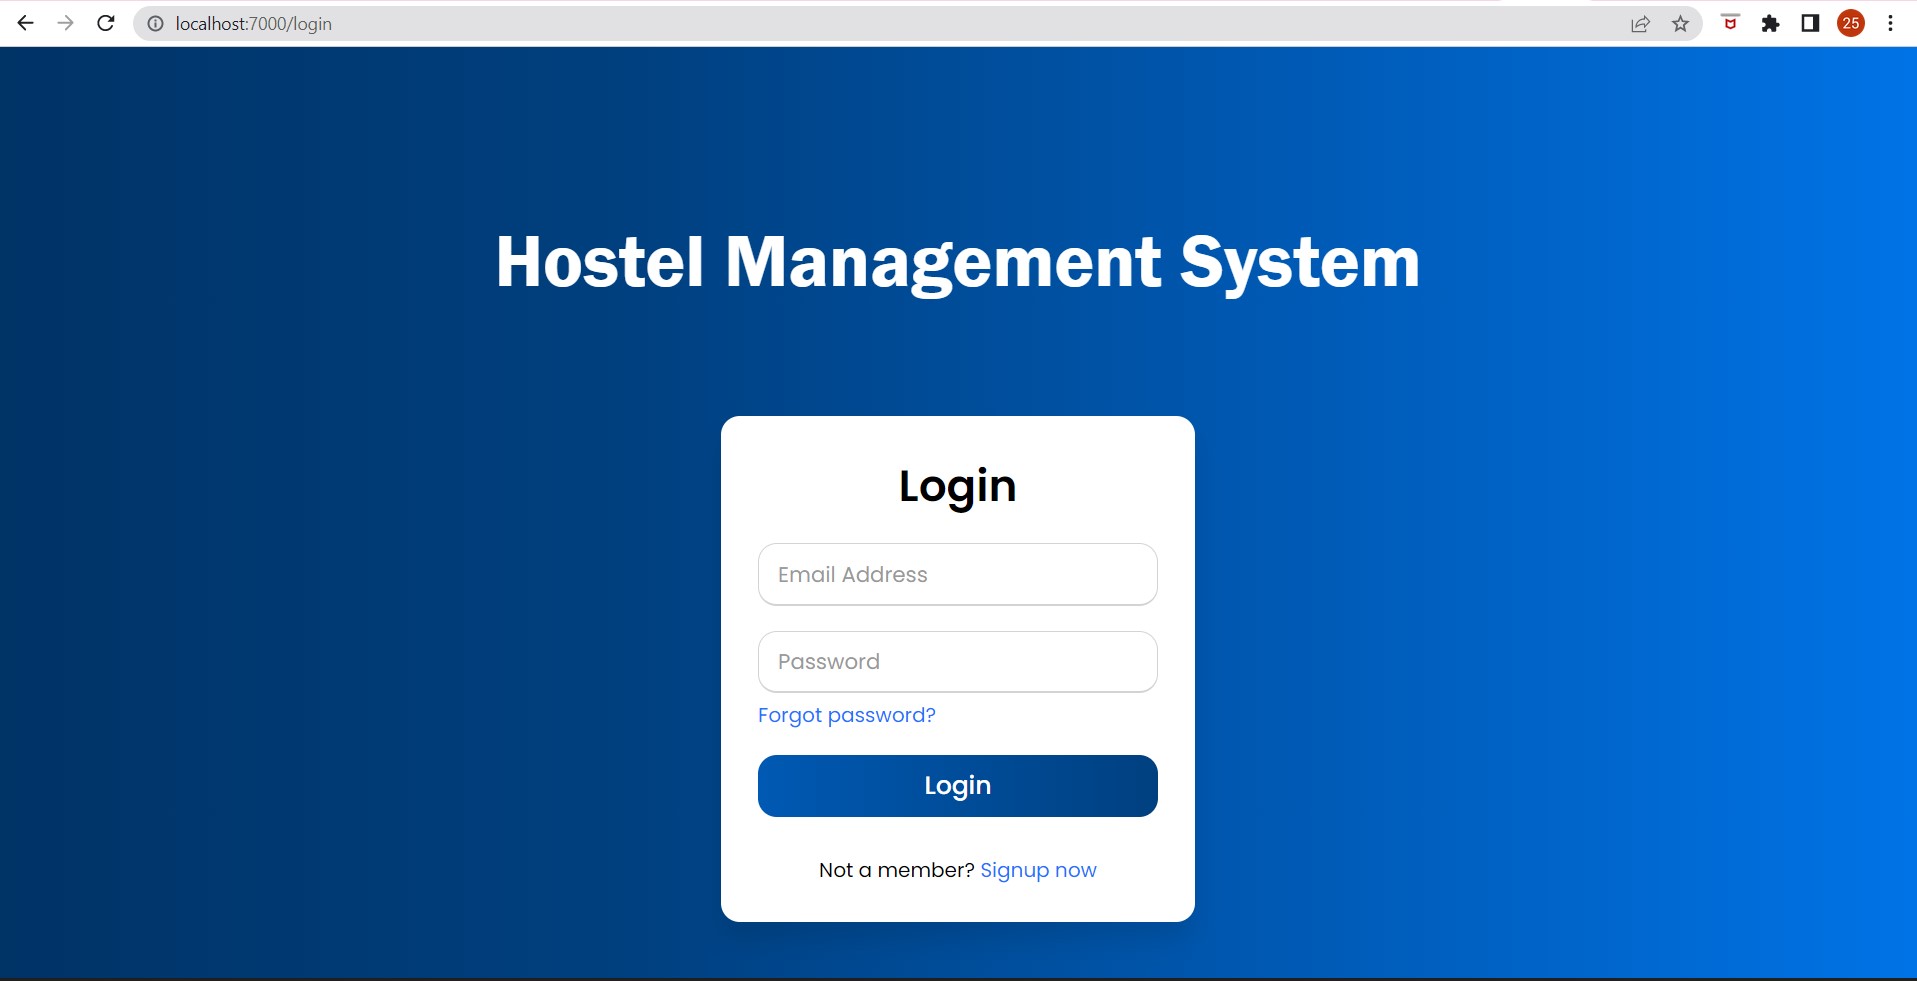 localhost:7000/login
25
Hostel Management System
Login
Email Address
Password
Forgot password?
Login
Not a member? Signup now